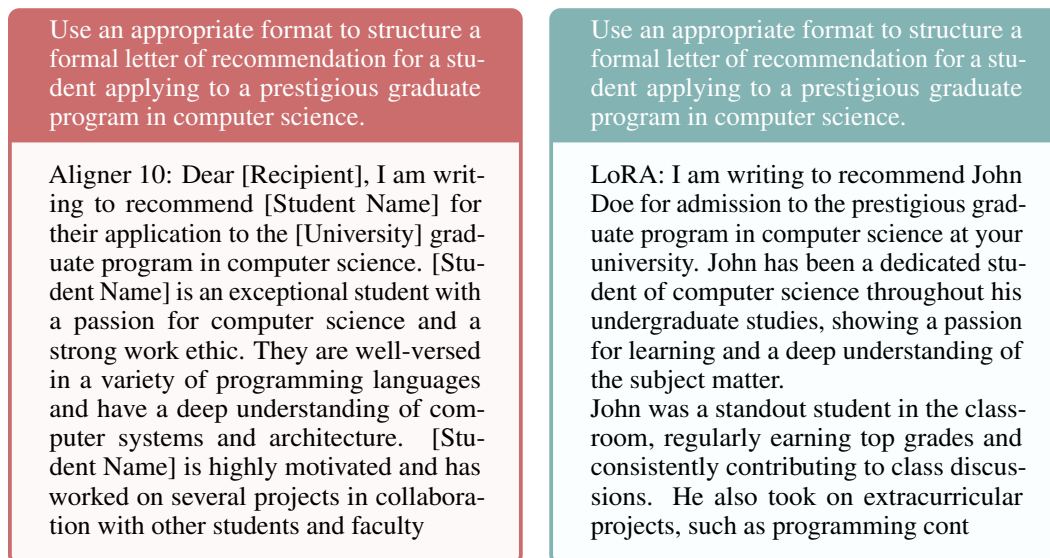 Use an appropriate format to structure a
formal letter of recommendation for a stu-
dent applying to a prestigious graduate
program in computer science.
Aligner 10: Dear [Recipient], I am writ-
ing to recommend [Student Name] for
their application to the [University] grad-
uate program in computer science. [Stu-
dent Name] is an exceptional student with
a passion for computer science and a
strong work ethic. They are well-versed
in a variety of programming languages
and have a deep understanding of com-
puter systems and architecture. [Stu-
dent Name] is highly motivated and has
worked on several projects in collabora-
tion with other students and faculty
Use an appropriate format to structure a
formal letter of recommendation for a stu-
dent applying to a prestigious graduate
program in computer science.
LoRA: I am writing to recommend John
Doe for admission to the prestigious grad-
uate program in computer science at your
university. John has been a dedicated stu-
dent of computer science throughout his
undergraduate studies, showing a passion
for learning and a deep understanding of
the subject matter.
John was a standout student in the class-
room, regularly earning top grades and
consistently contributing to class discus-
sions. He also took on extracurricular
projects, such as programming cont